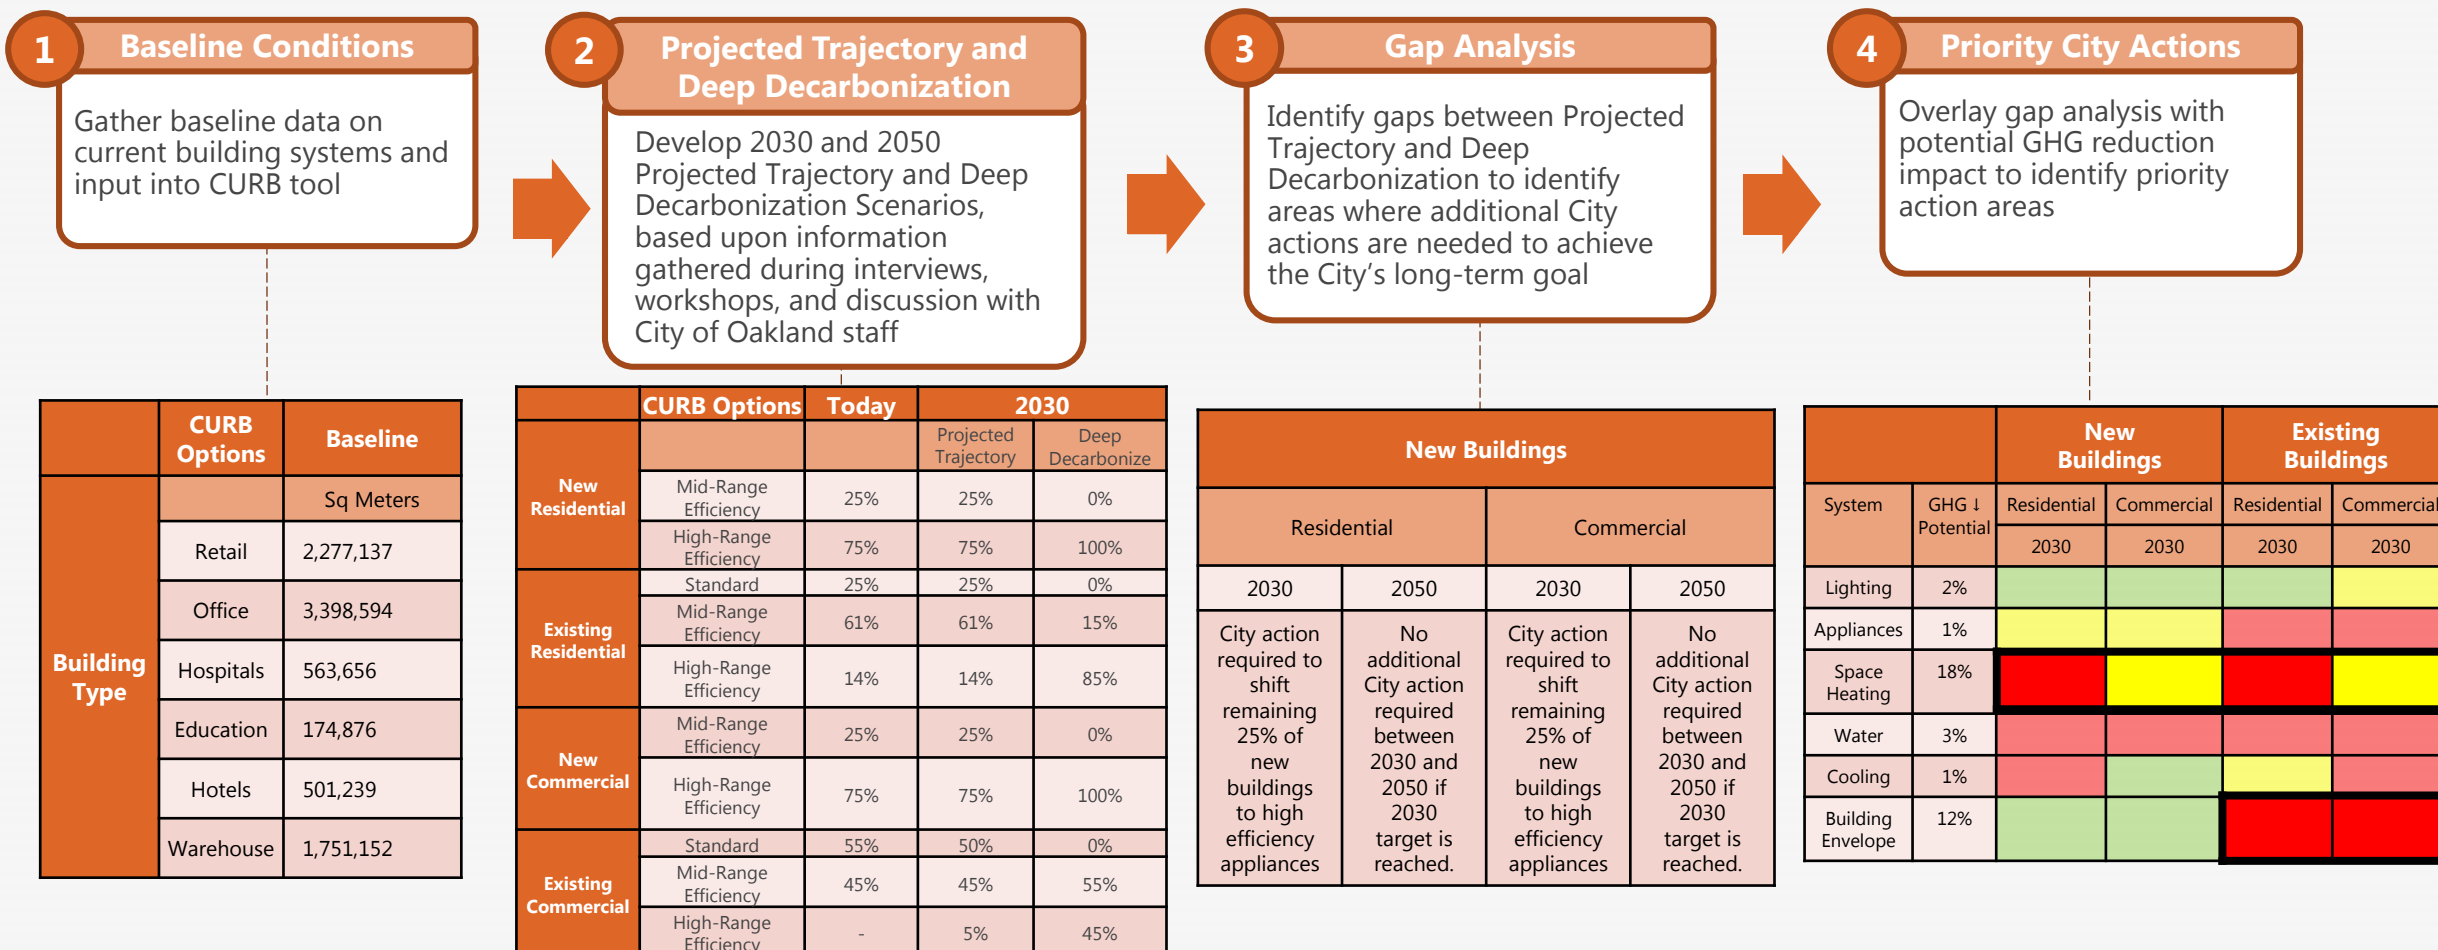 1
Baseline Conditions
Gather baseline data on
current building systems and
input into CURB tool
2
Projected Trajectory and
Deep Decarbonization
Develop 2030 and 2050
Projected Trajectory and Deep
Decarbonization Scenarios,
based upon information
gathered during interviews,
workshops, and discussion with
City of Oakland staff
3
Gap Analysis
Identify gaps between Projected
Trajectory and Deep
Decarbonization to identify
areas where additional City
actions are needed to achieve
the City's long-term goal
4
Priority City Actions
Overlay gap analysis with
potential GHG reduction
impact to identify priority
action areas
CURB
Options
Baseline
Building
Type
Sq Meters
Retail 2,277,137
Office 3,398,594
Hospitals 563,656
Education 174,876
Hotels 501,239
Warehouse 1,751,152
CURB Options Today 2030
Projected
Trajectory
Deep
Decarbonize
New
Residential
Mid-Range
Efficiency
25% 25% 0%
High-Range
Efficiency
75% 75% 100%
Existing
Residential
Standard 25% 25% 0%
Mid-Range
Efficiency
61% 61% 15%
High-Range
Efficiency
14% 14% 85%
New
Commercial
Mid-Range
Efficiency
25% 25% 0%
High-Range
Efficiency
75% 75% 100%
Existing
Commercial
Standard 55% 50% 0%
Mid-Range
Efficiency
45% 45% 55%
High-Range
Efficiency
- 5% 45%
New Buildings
Residential Commercial
2030 2050 2030 2050
City action
required to
shift
remaining
25% of
new
buildings
to high
efficiency
appliances
No
additional
City action
required
between
2030 and
2050 if
2030
target is
reached.
City action
required to
shift
remaining
25% of
new
buildings
to high
efficiency
appliances
No
additional
City action
required
between
2030 and
2050 if
2030
target is
reached.
New
Buildings
Existing
Buildings
System
GHG ↓
Potential
Residential Commercial Residential Commercial
2030 2030 2030 2030
Lighting 2%
Appliances 1%
Space
Heating
18%
Water 3%
Cooling 1%
Building
Envelope
12%